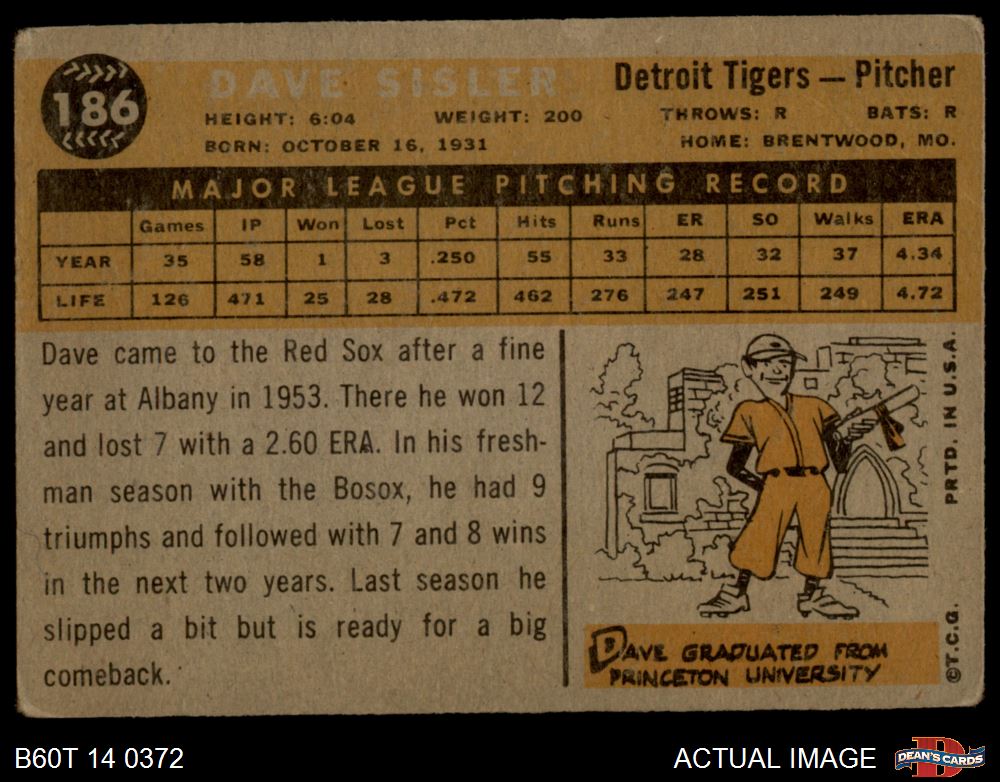 186
DAVE SISLER
Detroit Tigers — Pitcher
HEIGHT: 6:04 WEIGHT: 200 THROWS: R BATS: R
BORN: OCTOBER 16, 1931 HOME: BRENTWOOD, MO.
MAJOR LEAGUE PITCHING RECORD
Games IP Won Lost Pct Hits Runs ER SO Walks ERA
YEAR 35 58 1 3 .250 55 33 28 32 37 4.34
LIFE 126 471 25 28 .472 462 276 247 251 249 4.72
Dave came to the Red Sox after a fine
year at Albany in 1953. There he won 12
and lost 7 with a 2.60 ERA. In his fresh-
man season with the Bosox, he had 9
triumphs and followed with 7 and 8 wins
in the next two years. Last season he
slipped a bit but is ready for a big
comeback.
DAVE GRADUATED FROM
PRINCETON UNIVERSITY
PRTD. IN U.S.A.
©T.C.G.
B60T 14 0372
ACTUAL IMAGE
D
DEAN'S CARDS